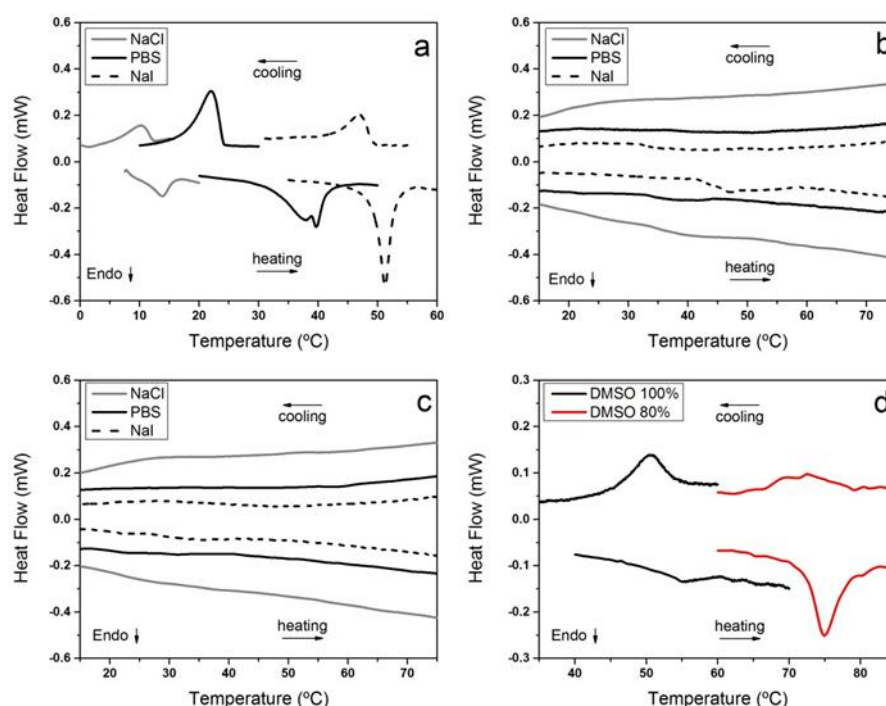 a
NaCl
PBS
NaI
cooling
heating
Endo
Heat Flow (mW)
0.6
0.4
0.2
0.0
-0.2
-0.4
-0.6
0
10
20
30
40
50
60
Temperature (ºC)
b
NaCl
PBS
NaI
cooling
heating
Endo
Heat Flow (mW)
0.6
0.4
0.2
0.0
-0.2
-0.4
-0.6
20
30
40
50
60
70
Temperature (ºC)
c
NaCl
PBS
NaI
cooling
heating
Endo
Heat Flow (mW)
0.6
0.4
0.2
0.0
-0.2
-0.4
-0.6
20
30
40
50
60
70
Temperature (ºC)
d
DMSO 100%
DMSO 80%
cooling
heating
Endo
Heat Flow (mW)
0.3
0.2
0.1
0.0
-0.1
-0.2
-0.3
40
50
60
70
80
Temperature (ºC)